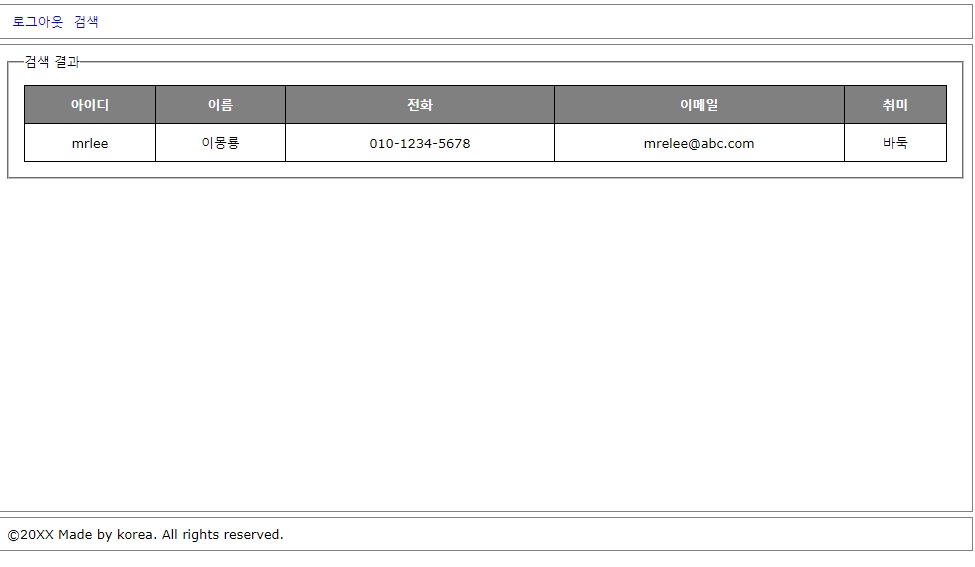 로그아웃 검색
검색 결과
아이디 이름 전화 이메일 취미
mrlee 이몽룡 010-1234-5678 mrelee@abc.com 바둑
©20XX Made by korea. All rights reserved.